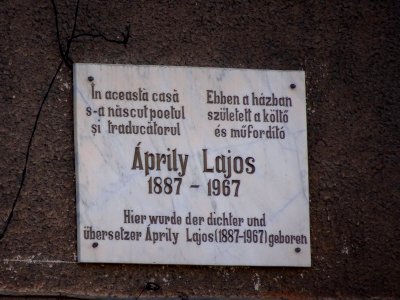 În această casă
s-a născut poetul
și traducătorul
Ebben a házban
született a költő
és műfordító
Áprily Lajos
1887 - 1967
Hier wurde der dichter und
übersetzer Áprily Lajos (1887-1967) geboren